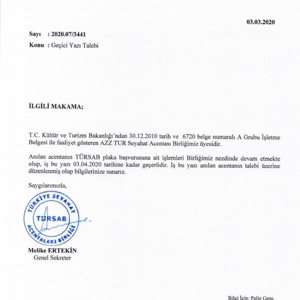 03.03.2020
Sayı : 2020.07/3441
Konu : Geçici Yazı Talebi
İLGİLİ MAKAMA;
T.C. Kültür ve Turizm Bakanlığı'ndan 30.12.2010 tarih ve 6720 belge numaralı A Grubu İşletme
Belgesi ile faaliyet gösteren AZZ TUR Seyahat Acentası Birliğimiz üyesidir.
Anılan acentanın TÜRSAB plaka başvurusuna ait işlemleri Birliğimiz nezdinde devam etmekte
olup, iş bu yazı 03.04.2020 tarihine kadar geçerlidir. İş bu yazı anılan acentanın talebi üzerine
düzenlenmiş olup bilgilerinize sunarız.
Saygılarımızla,
TÜRKİYE SEYAHAT
TÜRSAB
ACENTALARI BİRLİĞİ
Melike ERTEKİN
Genel Sekreter
Bilgi İçin: Pelin Genç